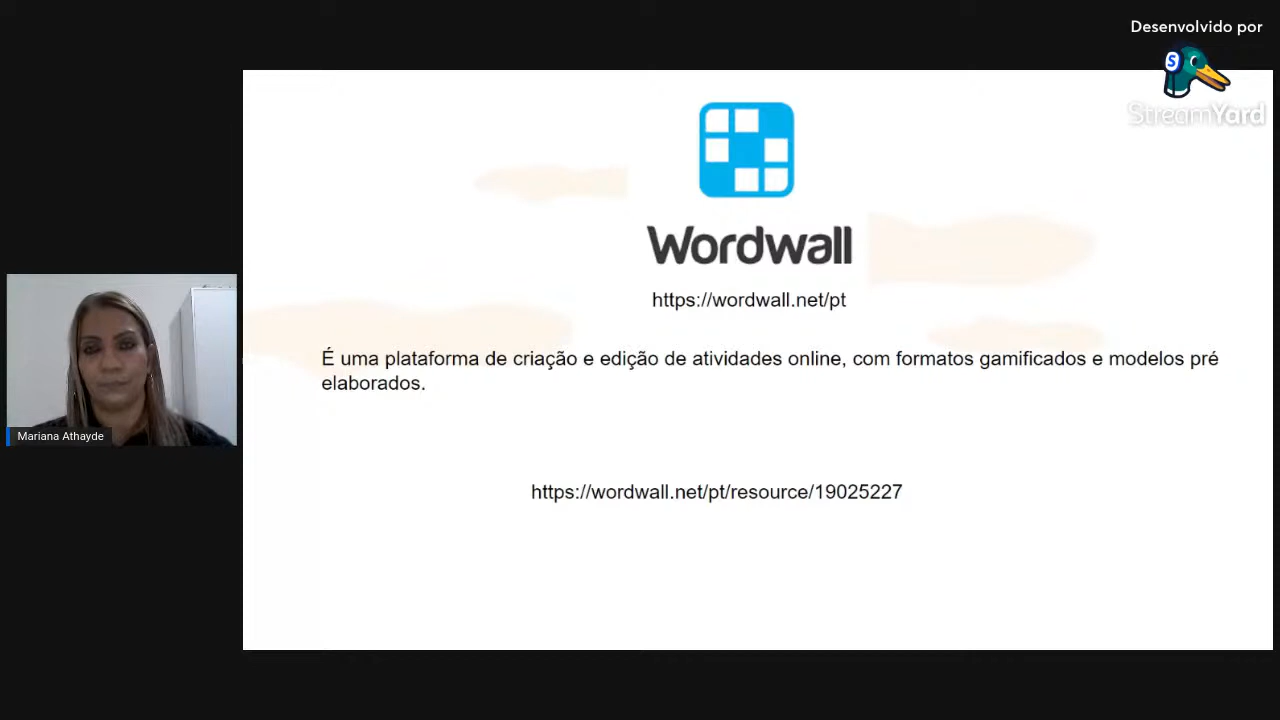 Desenvolvido por
StreamYard
Wordwall
https://wordwall.net/pt
É uma plataforma de criação e edição de atividades online, com formatos gamificados e modelos pré
elaborados.
Mariana Athayde
https://wordwall.net/pt/resource/19025227